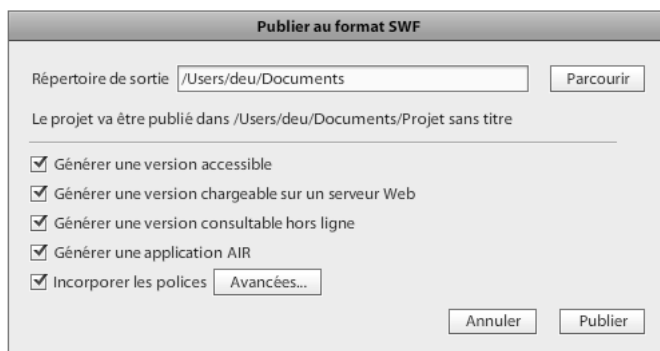 Publier au format SWF
Répertoire de sortie /Users/deu/Documents Parcourir
Le projet va être publié dans /Users/deu/Documents/Projet sans titre
Générer une version accessible
Générer une version chargeable sur un serveur Web
Générer une version consultable hors ligne
Générer une application AIR
Incorporer les polices Avancées...
Annuler Publier